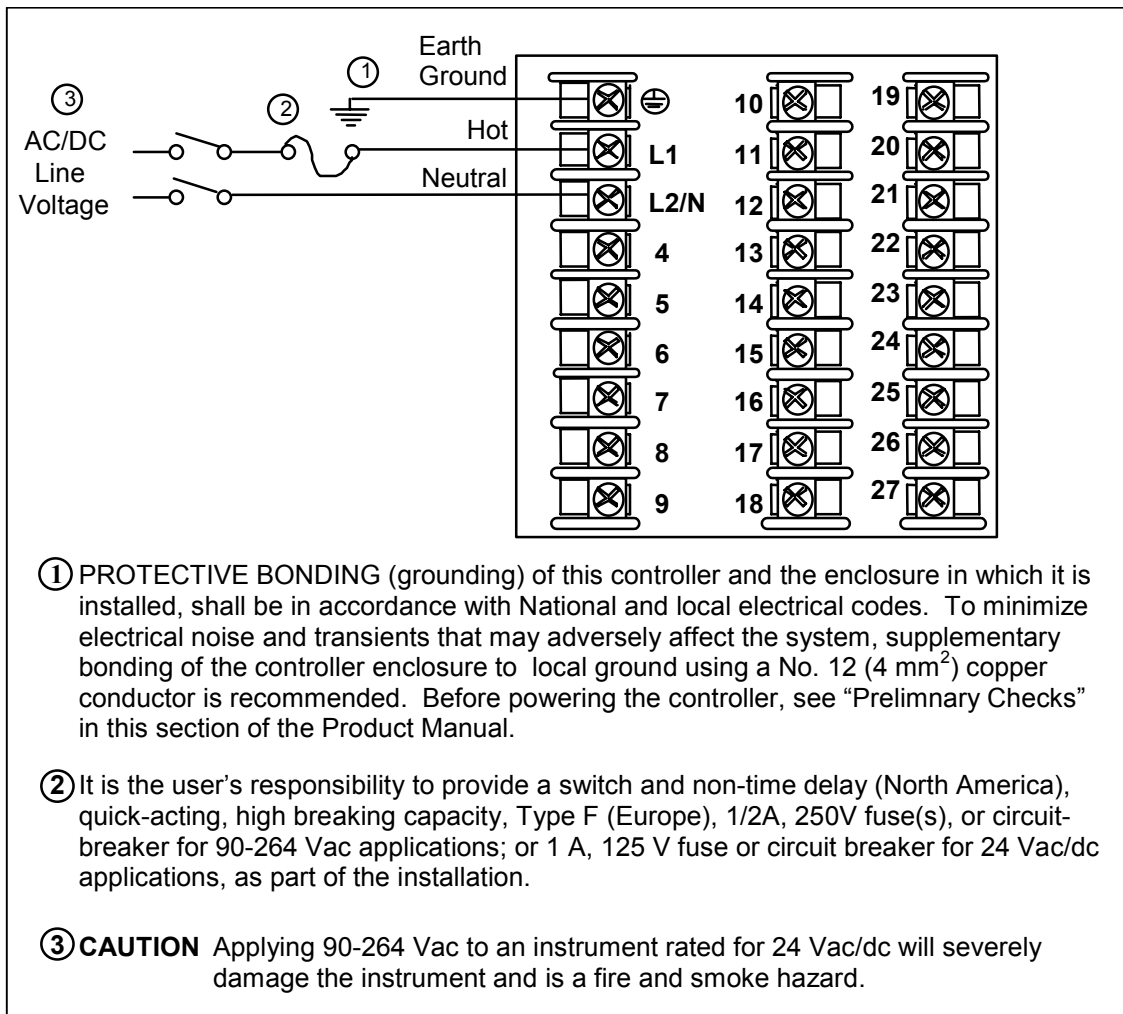 Earth
Ground
1
3
2
AC/DC
Line
Voltage
Hot
Neutral
L1
L2/N
4
5
6
7
8
9
10
11
12
13
14
15
16
17
18
19
20
21
22
23
24
25
26
27
1 PROTECTIVE BONDING (grounding) of this controller and the enclosure in which it is
installed, shall be in accordance with National and local electrical codes. To minimize
electrical noise and transients that may adversely affect the system, supplementary
bonding of the controller enclosure to local ground using a No. 12 (4 mm²) copper
conductor is recommended. Before powering the controller, see “Prelimnary Checks”
in this section of the Product Manual.
2 It is the user’s responsibility to provide a switch and non-time delay (North America),
quick-acting, high breaking capacity, Type F (Europe), 1/2A, 250V fuse(s), or circuit-
breaker for 90-264 Vac applications; or 1 A, 125 V fuse or circuit breaker for 24 Vac/dc
applications, as part of the installation.
3 CAUTION Applying 90-264 Vac to an instrument rated for 24 Vac/dc will severely
damage the instrument and is a fire and smoke hazard.